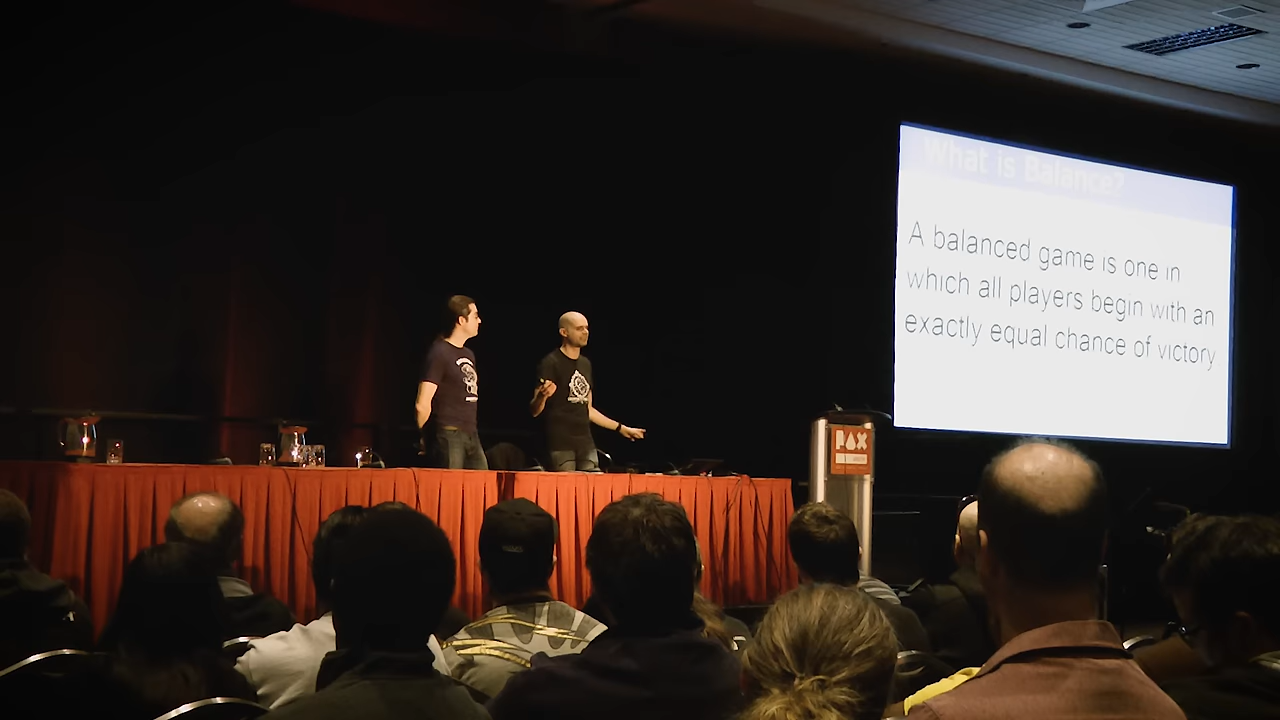 What is Balance?
A balanced game is one in
which all players begin with an
exactly equal chance of victory
PAX